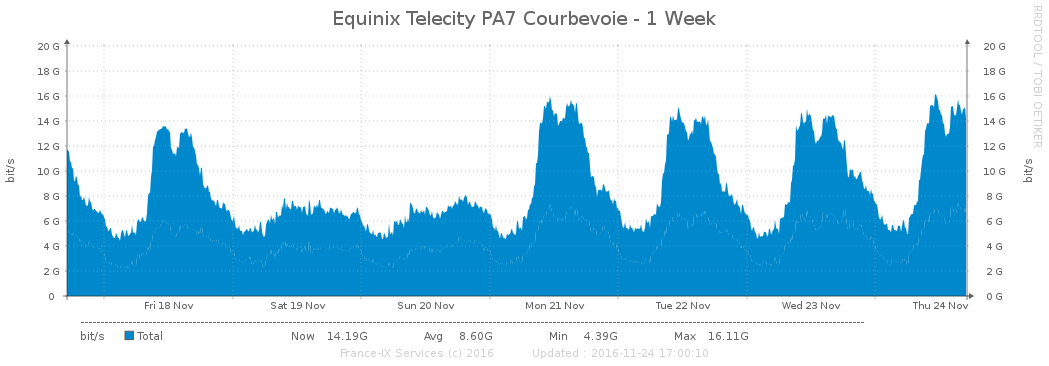 Equinix Telecity PA7 Courbevoie - 1 Week
RRDTOOL / TOBI OETIKER
bit/s
20 G 20 G
18 G 18 G
16 G 16 G
14 G 14 G
12 G 12 G
10 G 10 G
8 G 8 G
6 G 6 G
4 G 4 G
2 G 2 G
0 0 G
bit/s
Fri 18 Nov Sat 19 Nov Sun 20 Nov Mon 21 Nov Tue 22 Nov Wed 23 Nov Thu 24 Nov
bit/s Total Now 14.19G Avg 8.60G Min 4.39G Max 16.11G
France-IX Services (c) 2016 Updated : 2016-11-24 17:00:10